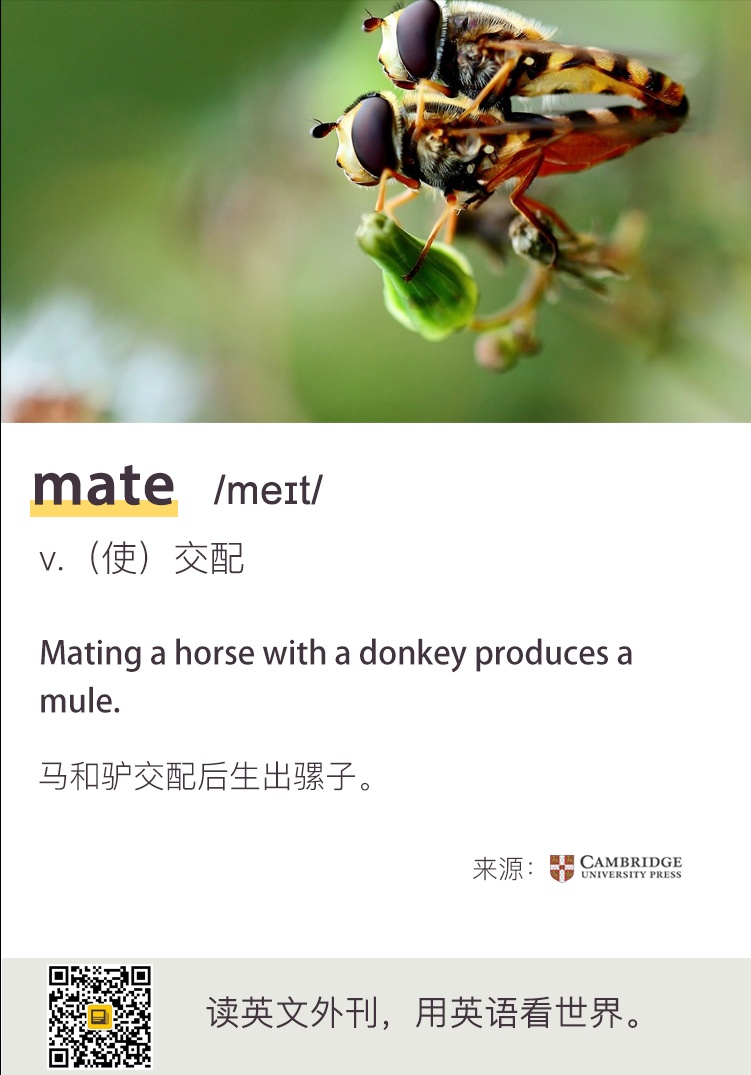 mate /meɪt/
v.（使）交配
Mating a horse with a donkey produces a
mule.
马和驴交配后生出骡子。
来源： CAMBRIDGE
UNIVERSITY PRESS
读英文外刊，用英语看世界。